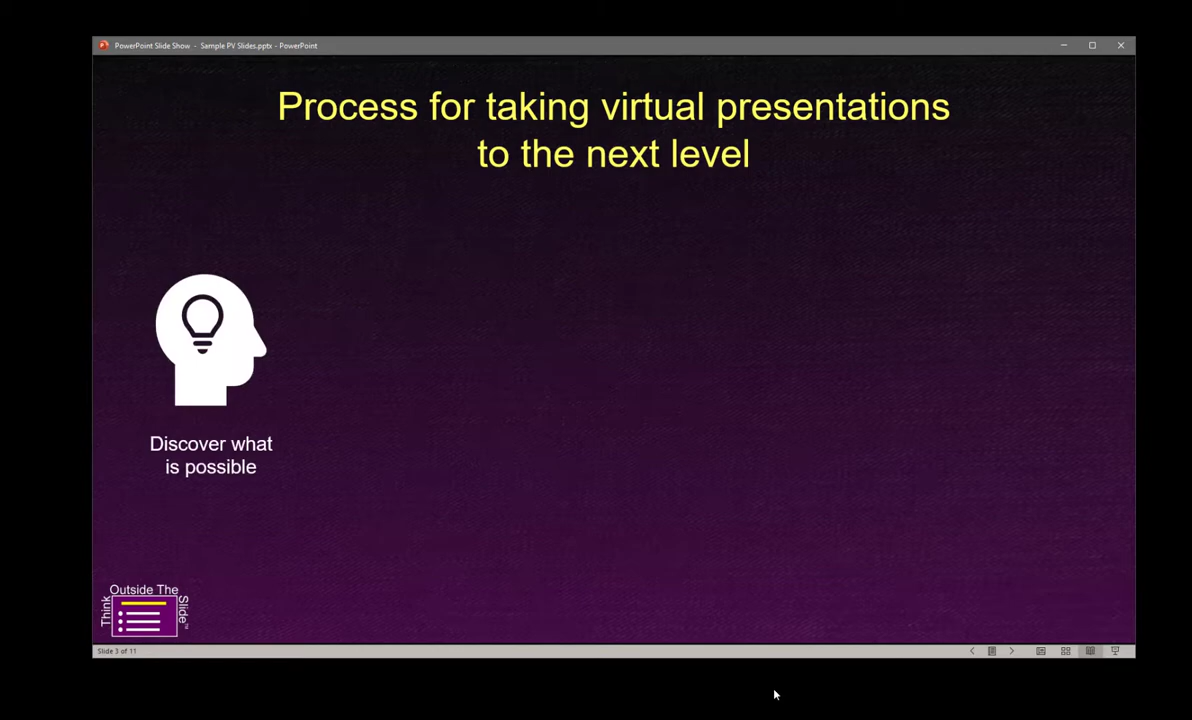 PowerPoint Slide Show - Sample PV Slides.pptx - PowerPoint
Process for taking virtual presentations
to the next level
Discover what
is possible
Think
Outside The
Slide™
Slide 3 of 11